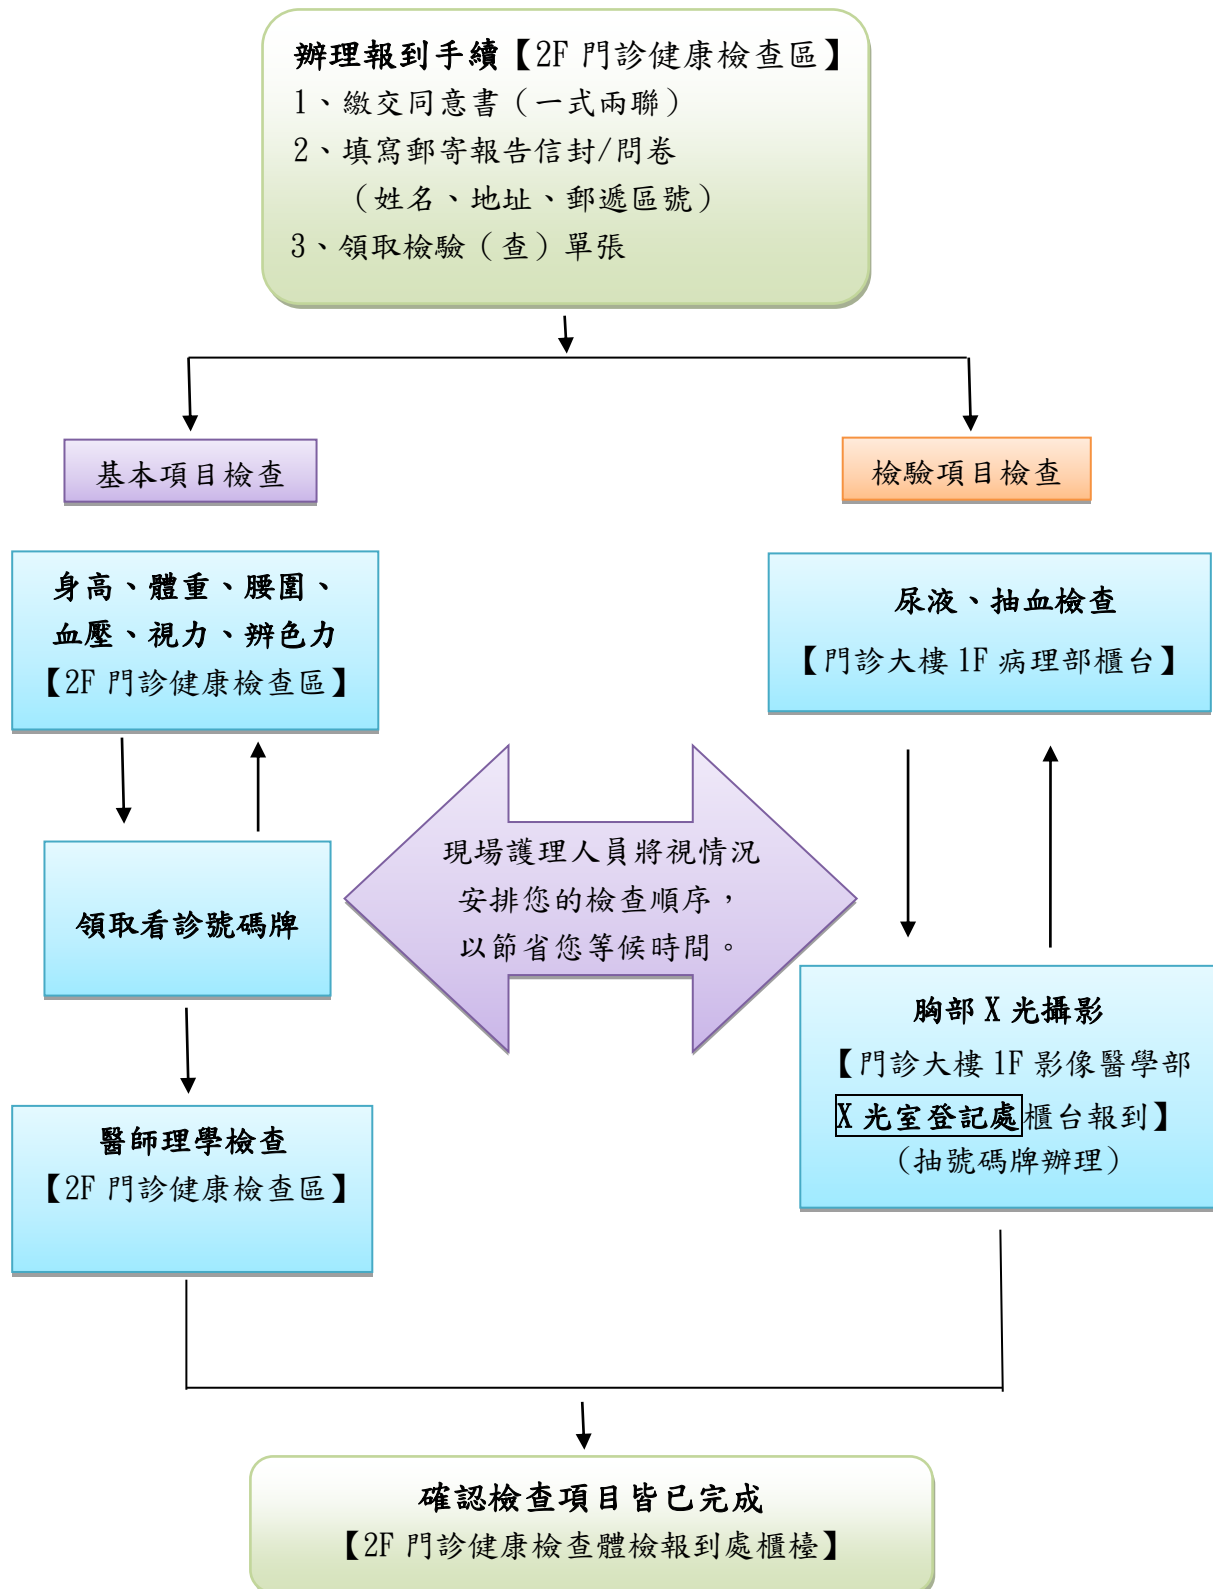 辦理報到手續【2F 門診健康檢查區】
1、繳交同意書（一式兩聯）
2、填寫郵寄報告信封/問卷
（姓名、地址、郵遞區號）
3、領取檢驗（查）單張
基本項目檢查
檢驗項目檢查
身高、體重、腰圍、
血壓、視力、辨色力
【2F 門診健康檢查區】
尿液、抽血檢查
【門診大樓 1F 病理部櫃台】
現場護理人員將視情況
安排您的檢查順序，
以節省您等候時間。
領取看診號碼牌
胸部 X 光攝影
【門診大樓 1F 影像醫學部
X 光室登記處櫃台報到】
（抽號碼牌辦理）
醫師理學檢查
【2F 門診健康檢查區】
確認檢查項目皆已完成
【2F 門診健康檢查體檢報到處櫃檯】